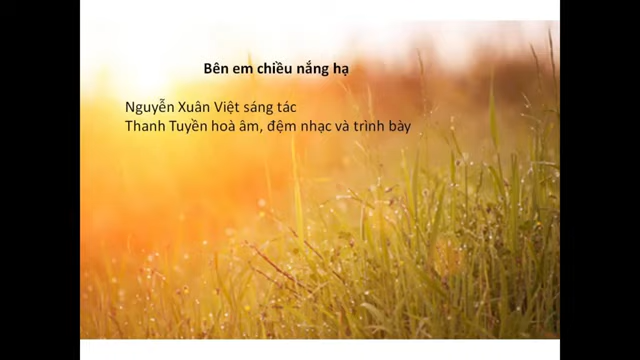 Bên em chiều nắng hạ
Nguyễn Xuân Việt sáng tác
Thanh Tuyền hoà âm, đệm nhạc và trình bày